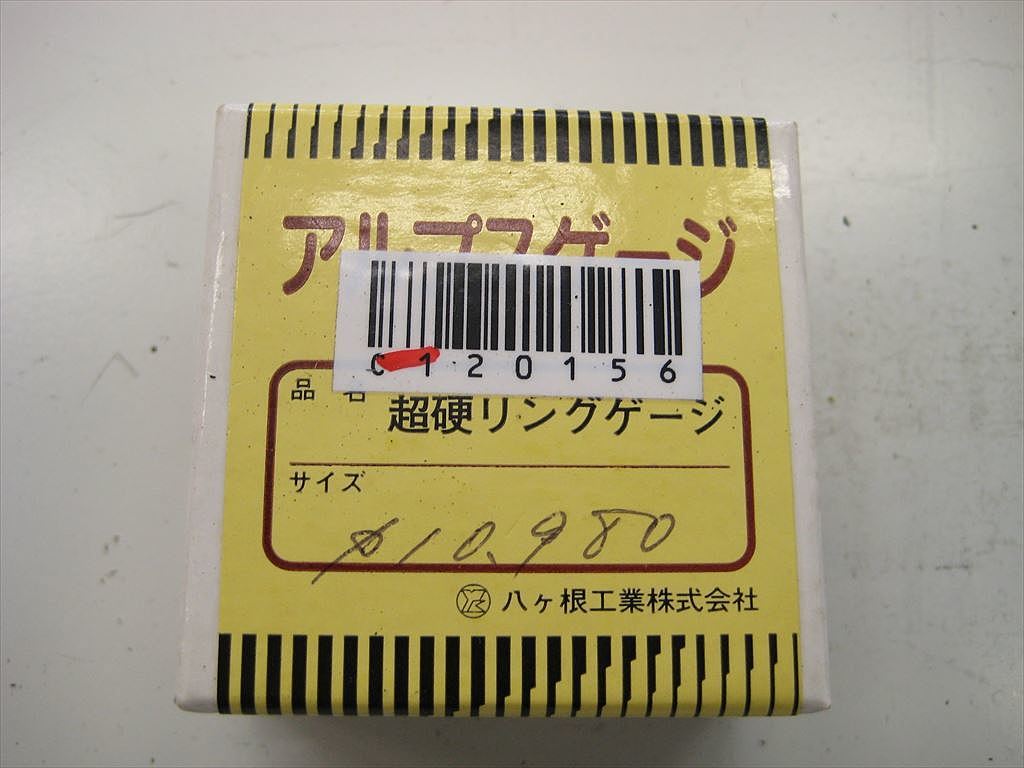 アルプスゲージ
C120156
品名 超硬リングゲージ
サイズ
φ10.980
八ヶ根工業株式会社